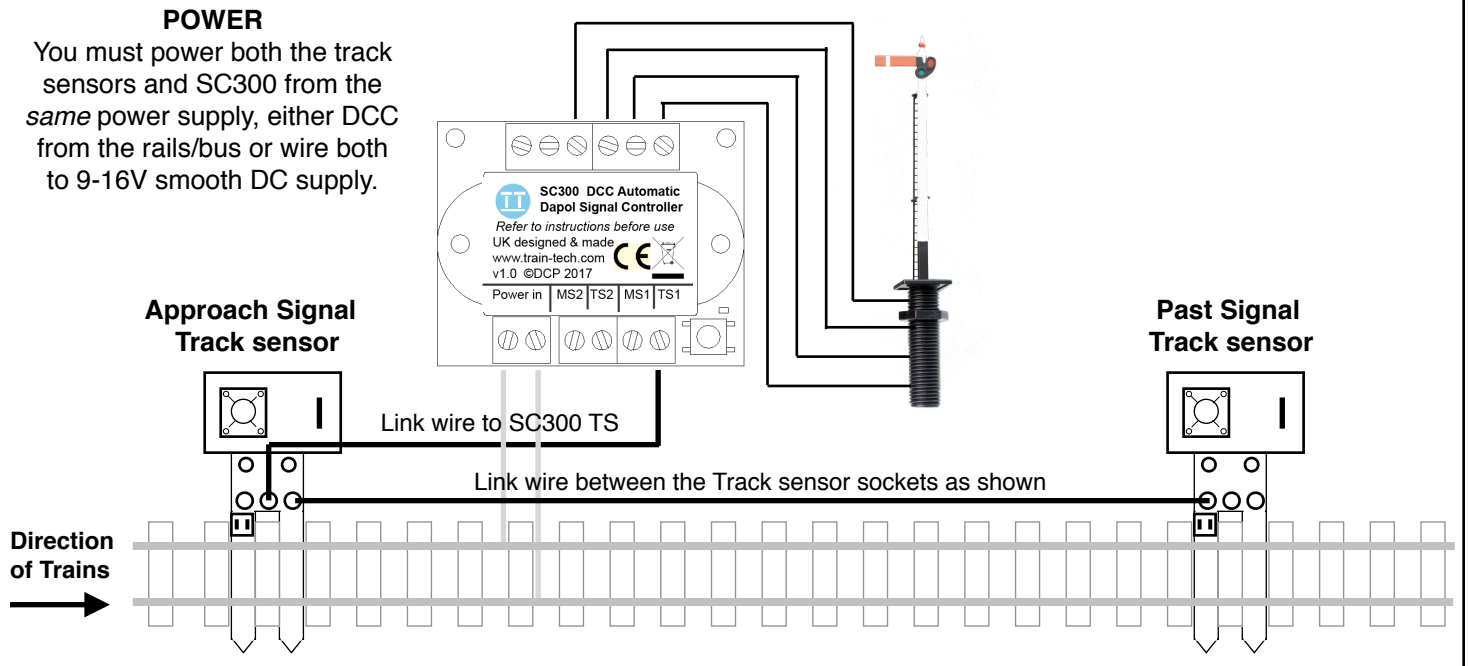 POWER
You must power both the track
sensors and SC300 from the
same power supply, either DCC
from the rails/bus or wire both
to 9-16V smooth DC supply.
TT
SC300 DCC Automatic
Dapol Signal Controller
Refer to instructions before use
UK designed & made
www.train-tech.com
CE
v1.0 ©DCP 2017
Power in MS2 TS2 MS1 TS1
Approach Signal
Track sensor
Past Signal
Track sensor
Link wire to SC300 TS
Link wire between the Track sensor sockets as shown
Direction
of Trains